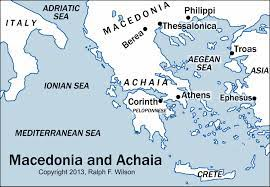 ADRIATIC
SEA
MACEDONIA
Philippi
Thessalonica
Berea
ITALY
Troas
AEGEAN
SEA
ASIA
IONIAN SEA
ACHAIA
Athens
Corinth
Ephesus
PELOPONNESE
MEDITERRANEAN SEA
Macedonia and Achaia
Copyright 2013, Ralph F. Wilson
CRETE